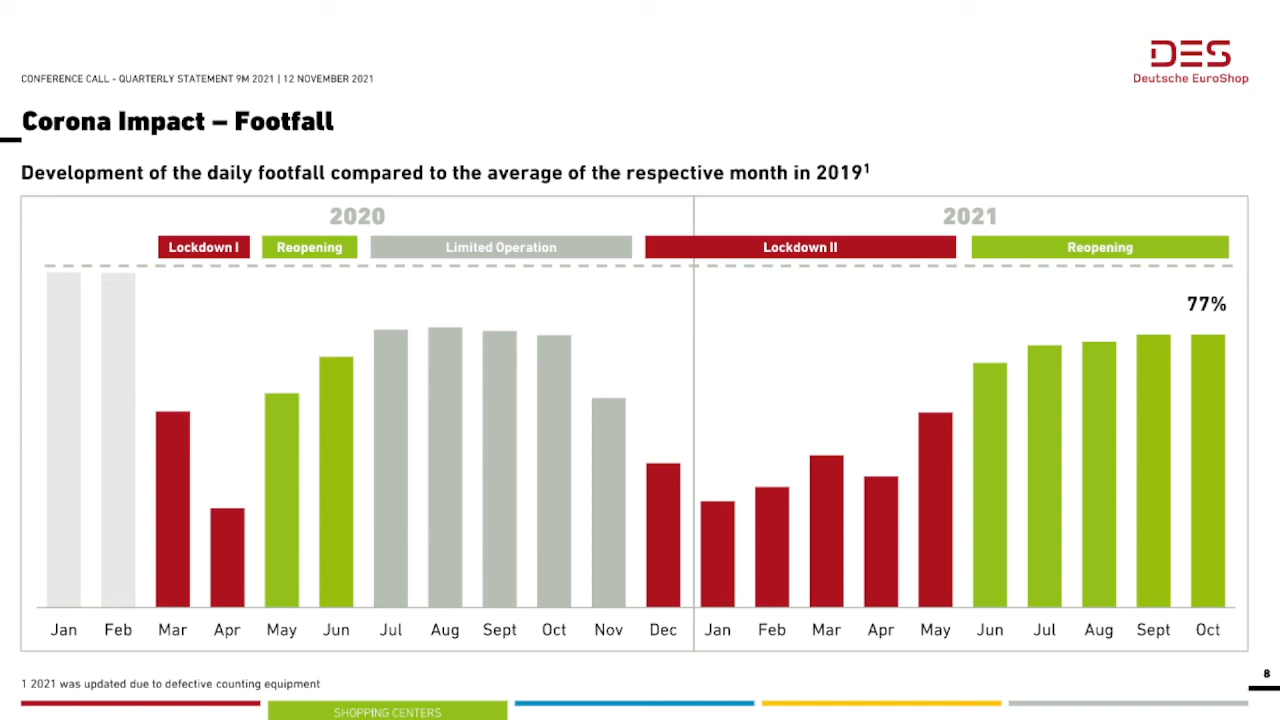 DES
Deutsche EuroShop
CONFERENCE CALL - QUARTERLY STATEMENT 9M 2021 | 12 NOVEMBER 2021
Corona Impact – Footfall
Development of the daily footfall compared to the average of the respective month in 2019¹
2020 2021
Lockdown I Reopening Limited Operation Lockdown II Reopening
77%
Jan Feb Mar Apr May Jun Jul Aug Sept Oct Nov Dec Jan Feb Mar Apr May Jun Jul Aug Sept Oct
8
1 2021 was updated due to defective counting equipment
SHOPPING CENTERS